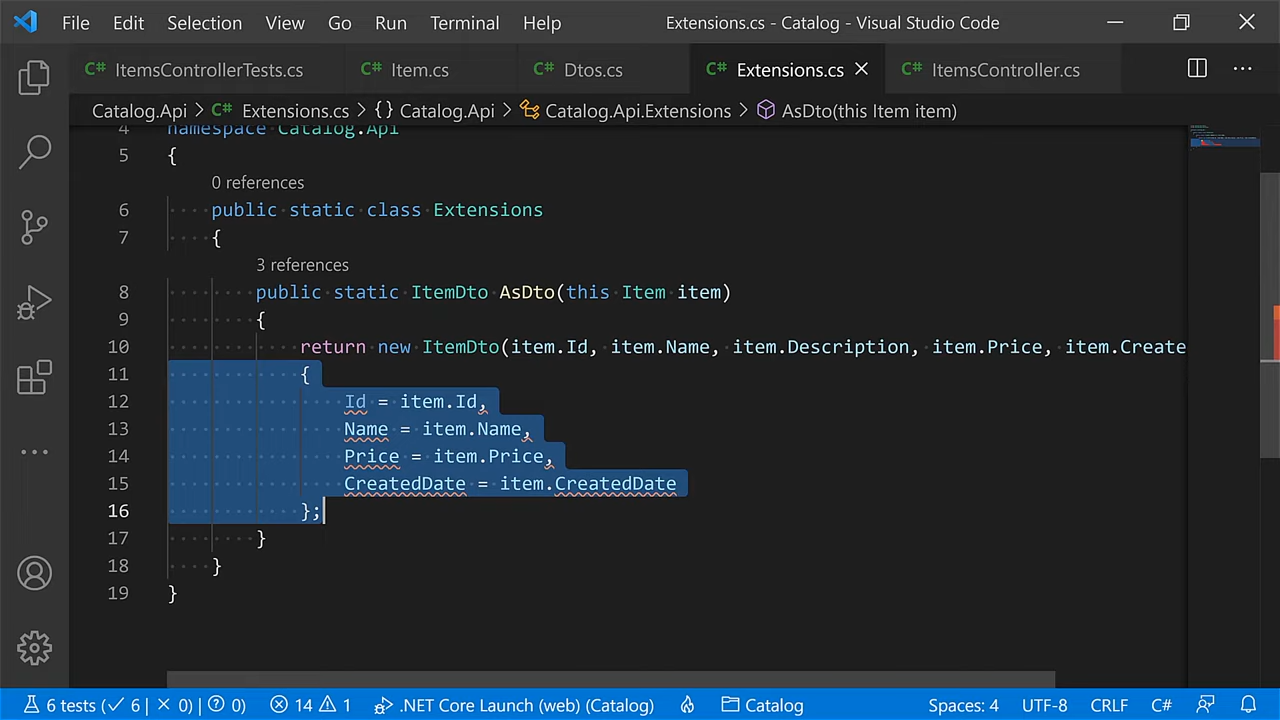 File Edit Selection View Go Run Terminal Help Extensions.cs - Catalog - Visual Studio Code
C# ItemsControllerTests.cs C# Item.cs C# Dtos.cs C# Extensions.cs C# ItemsController.cs
Catalog.Api > C# Extensions.cs > {} Catalog.Api > Catalog.Api.Extensions > AsDto(this Item item)
4 namespace Catalog.Api
5 {
0 references
6 public static class Extensions
7 {
3 references
8 public static ItemDto AsDto(this Item item)
9 {
10 return new ItemDto(item.Id, item.Name, item.Description, item.Price, item.Create
11 {
12 Id = item.Id,
13 Name = item.Name,
14 Price = item.Price,
15 CreatedDate = item.CreatedDate
16 };
17 }
18 }
19 }
6 tests (✓ 6 | × 0) | ? 0) 14 1 .NET Core Launch (web) (Catalog) Catalog Spaces: 4 UTF-8 CRLF C#